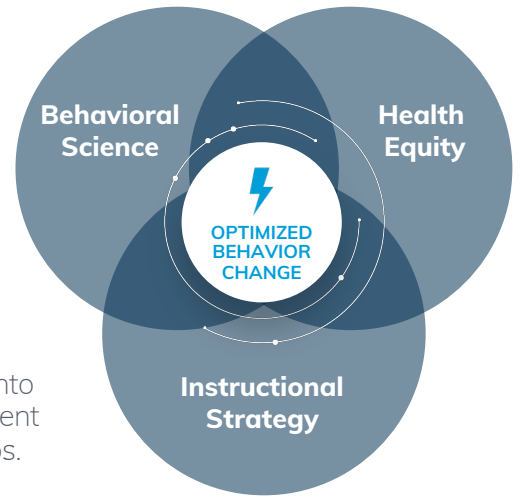 Behavioral
Science
Health
Equity
OPTIMIZED
BEHAVIOR
CHANGE
Instructional
Strategy